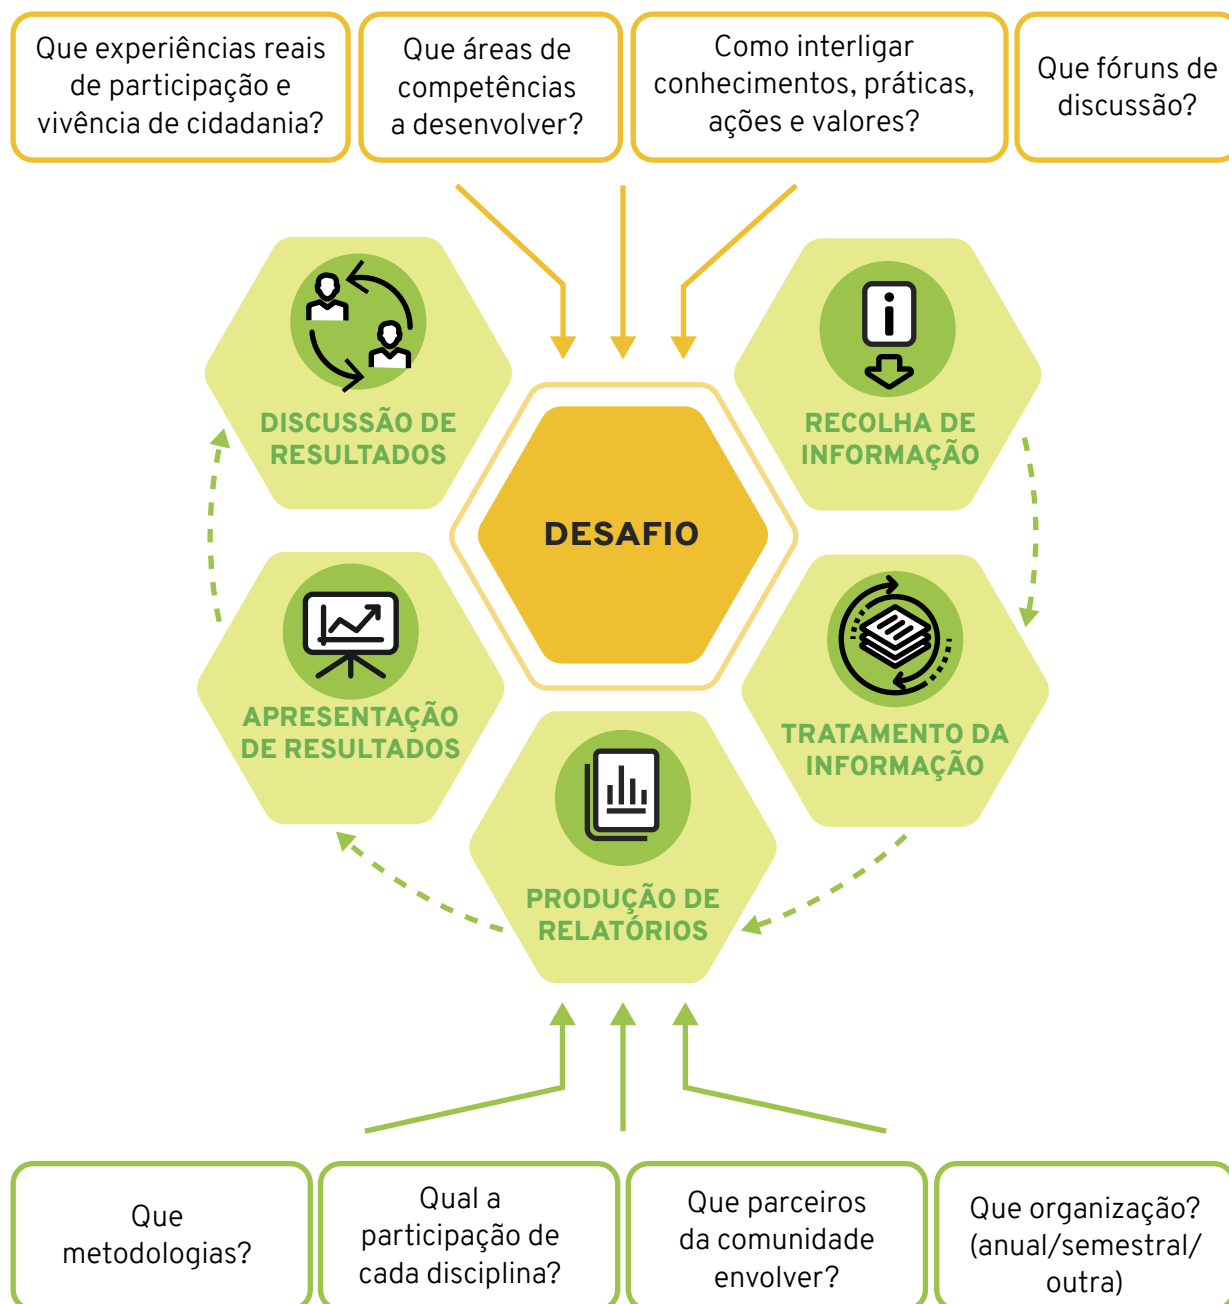 Que experiências reais
de participação e
vivência de cidadania?
Que áreas de
competências
a desenvolver?
Como interligar
conhecimentos, práticas,
ações e valores?
Que fóruns de
discussão?
DISCUSSÃO DE
RESULTADOS
RECOLHA DE
INFORMAÇÃO
DESAFIO
APRESENTAÇÃO
DE RESULTADOS
TRATAMENTO DA
INFORMAÇÃO
PRODUÇÃO DE
RELATÓRIOS
Que
metodologias?
Qual a
participação de
cada disciplina?
Que parceiros
da comunidade
envolver?
Que organização?
(anual/semestral/
outra)